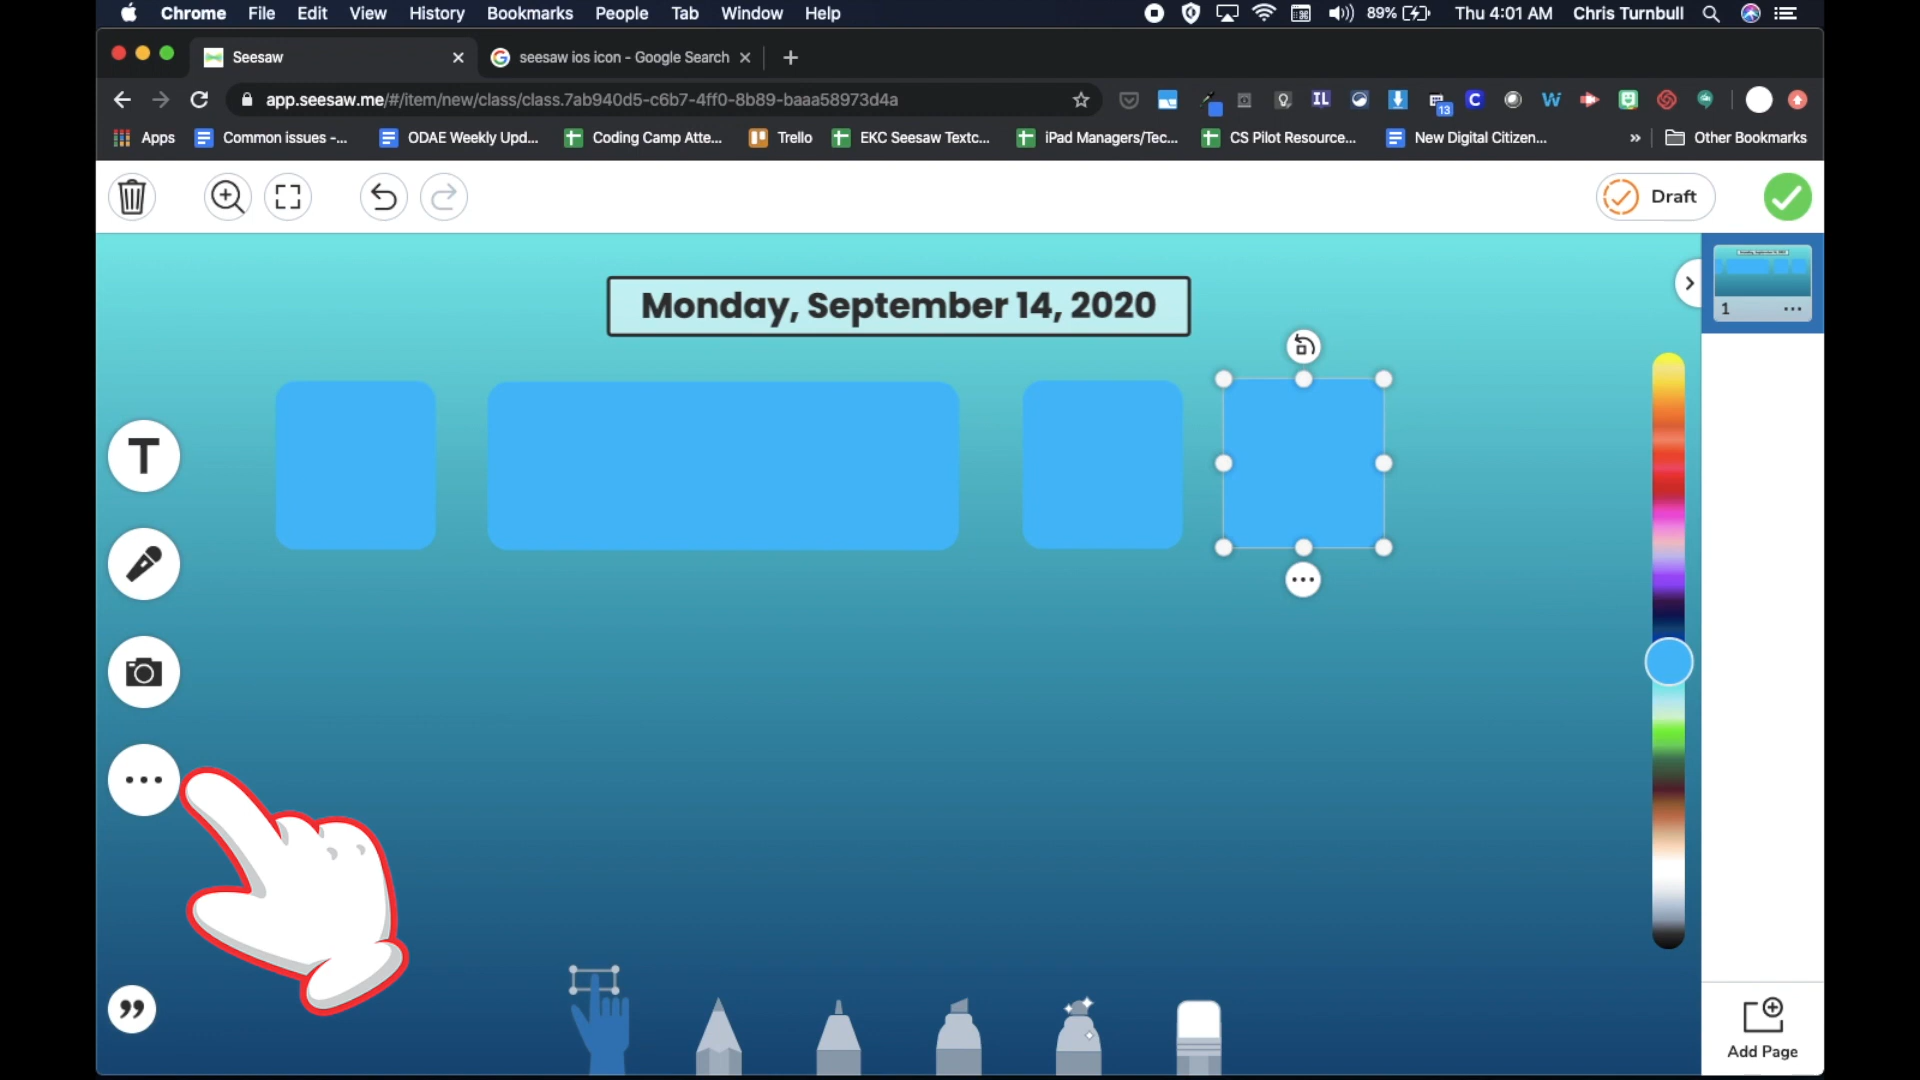 Chrome File Edit View History Bookmarks People Tab Window Help 89% Thu 4:01 AM Chris Turnbull
Seesaw seesaw ios icon - Google Search
app.seesaw.me/#/item/new/class/class.7ab940d5-c6b7-4ff0-8b89-baaa58973d4a IL 13 C W
Apps Common issues -... ODAE Weekly Upd... Coding Camp Atte... Trello EKC Seesaw Textc... iPad Managers/Tec... CS Pilot Resource... New Digital Citizen... » Other Bookmarks
Draft
Monday, September 14, 2020
1
T
Add Page